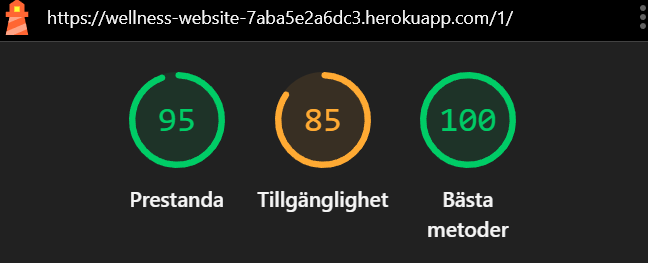 https://wellness-website-7aba5e2a6dc3.herokuapp.com/1/
95 85 100
Prestanda Tillgänglighet Bästa
metoder